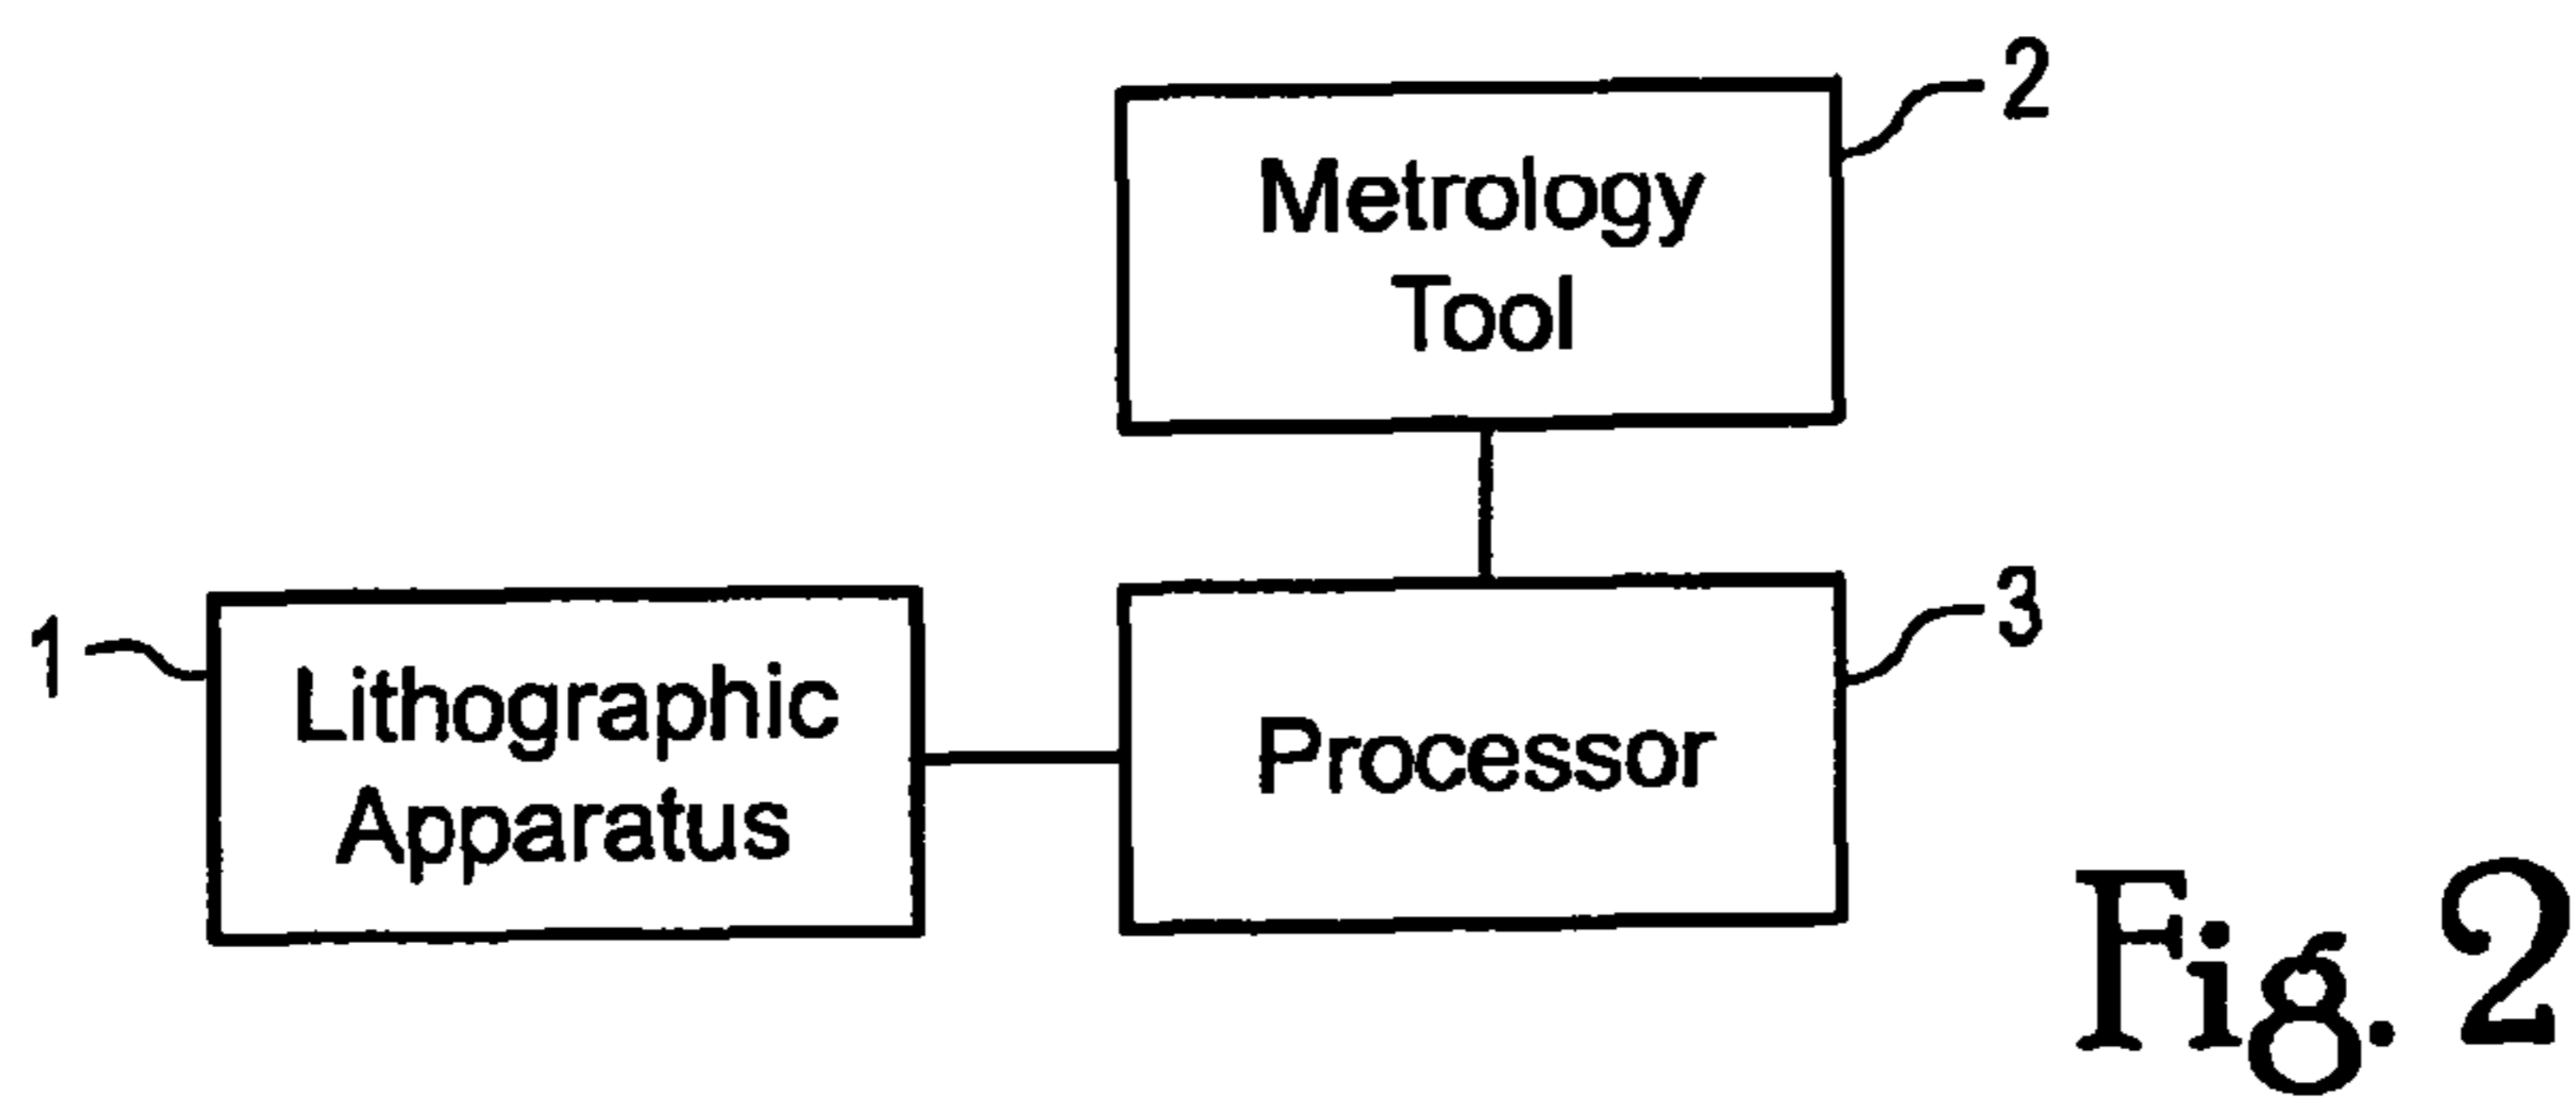 2
Metrology
Tool
1
Lithographic
Apparatus
3
Processor
Fig. 2